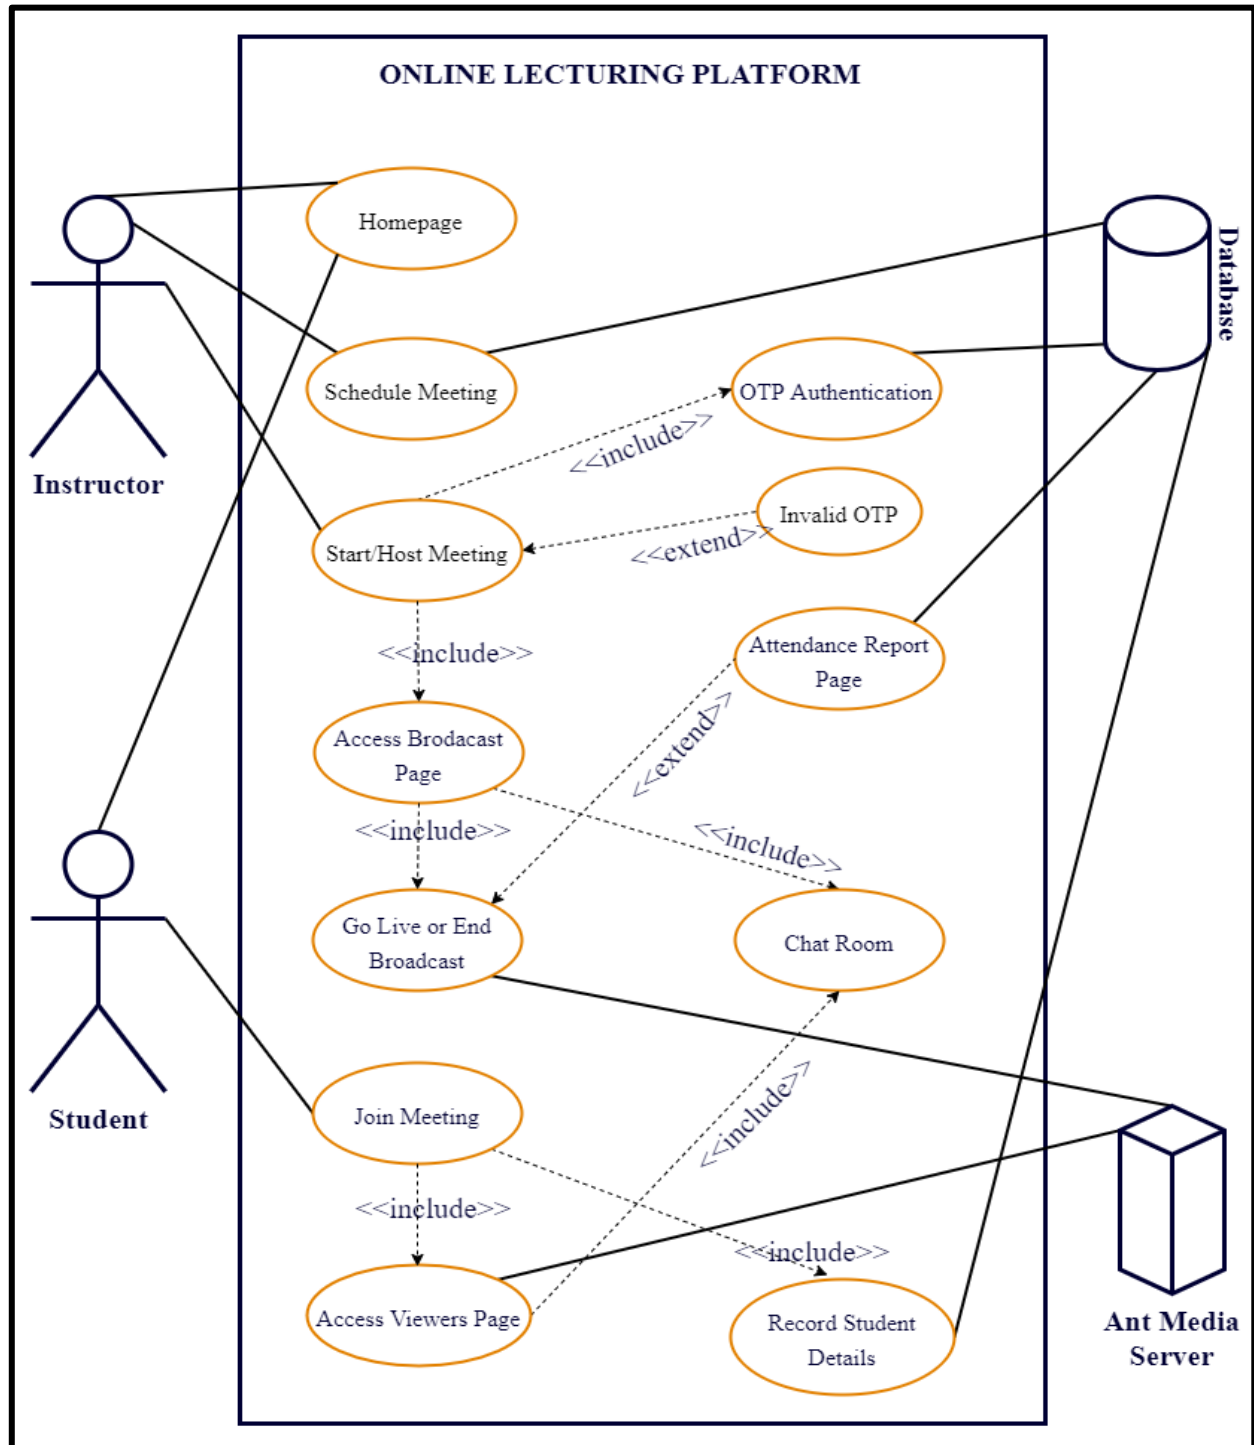 ONLINE LECTURING PLATFORM
Homepage
Database
Schedule Meeting
OTP Authentication
<<include>>
Instructor
Invalid OTP
Start/Host Meeting
<<extend>>
<<include>>
Attendance Report
Page
Access Brodacast
Page
<<extend>>
<<include>>
<<include>>
Go Live or End
Broadcast
Chat Room
Student
Join Meeting
<<include>>
<<include>>
<<include>>
Access Viewers Page
Record Student
Details
Ant Media
Server